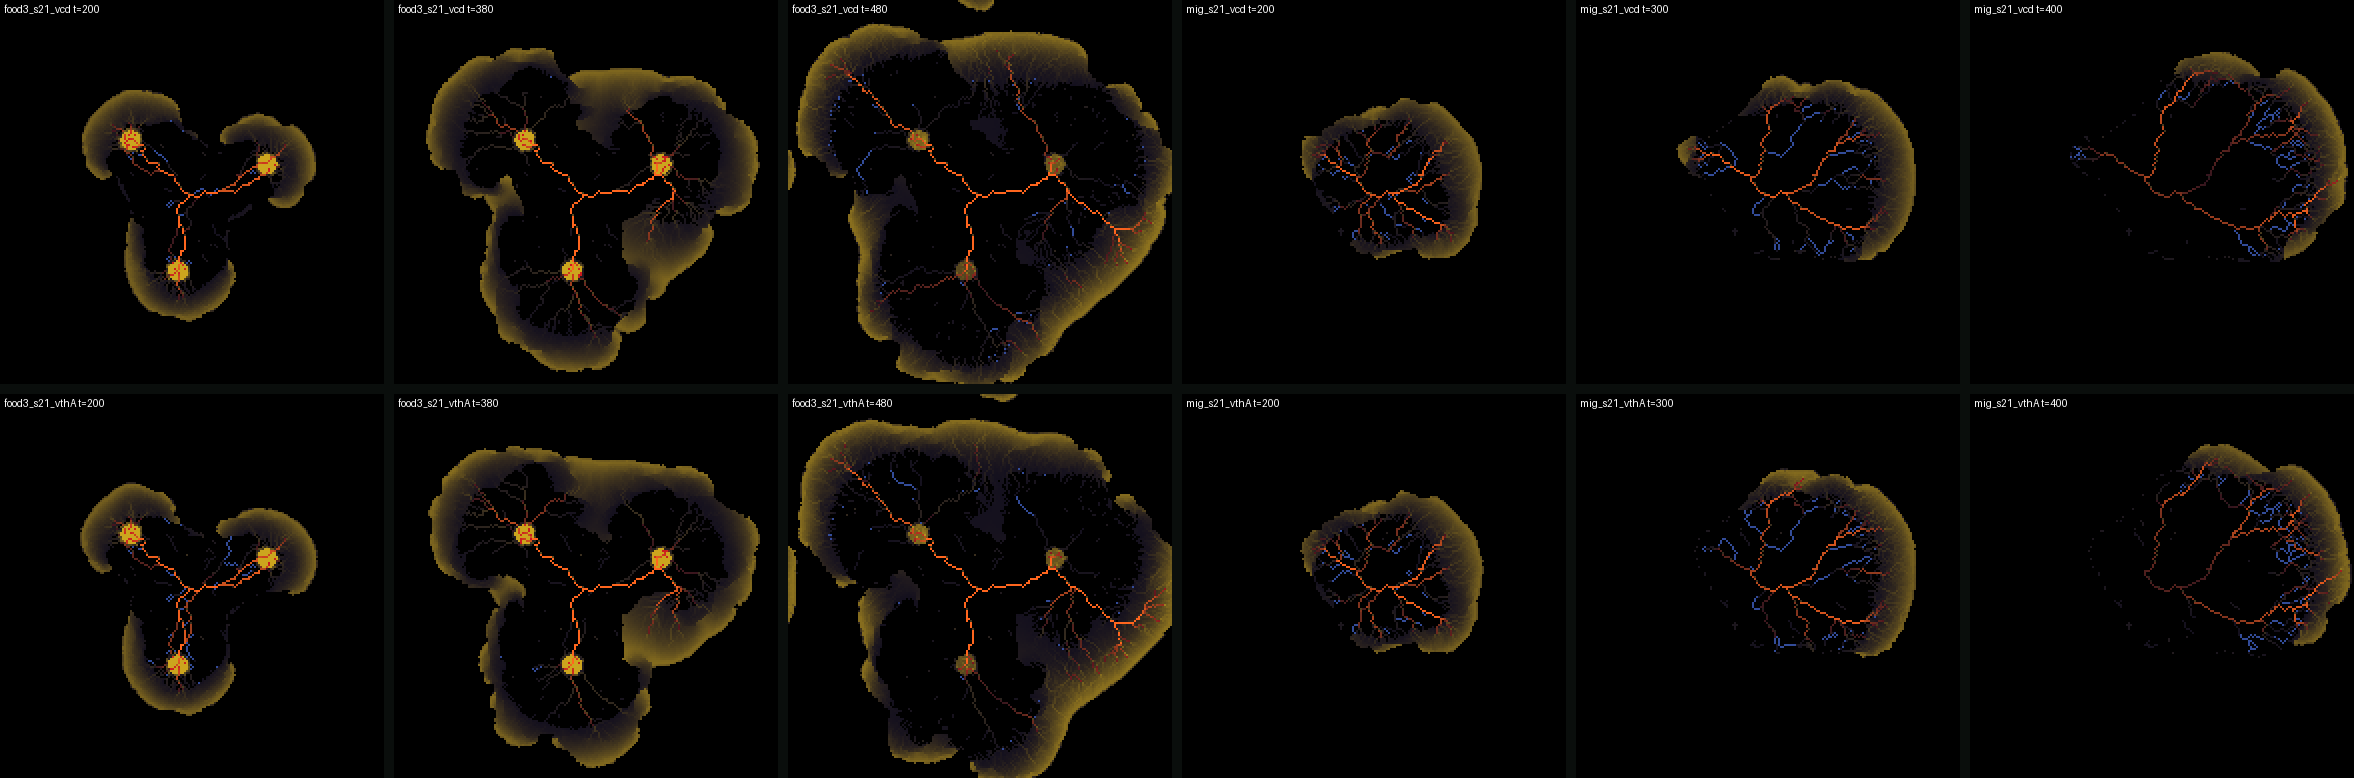 food3_s21_vcd t=200
food3_s21_vcd t=380
food3_s21_vcd t=480
mig_s21_vcd t=200
mig_s21_vcd t=300
mig_s21_vcd t=400
food3_s21_vthA t=200
food3_s21_vthA t=380
food3_s21_vthA t=480
mig_s21_vthA t=200
mig_s21_vthA t=300
mig_s21_vthA t=400